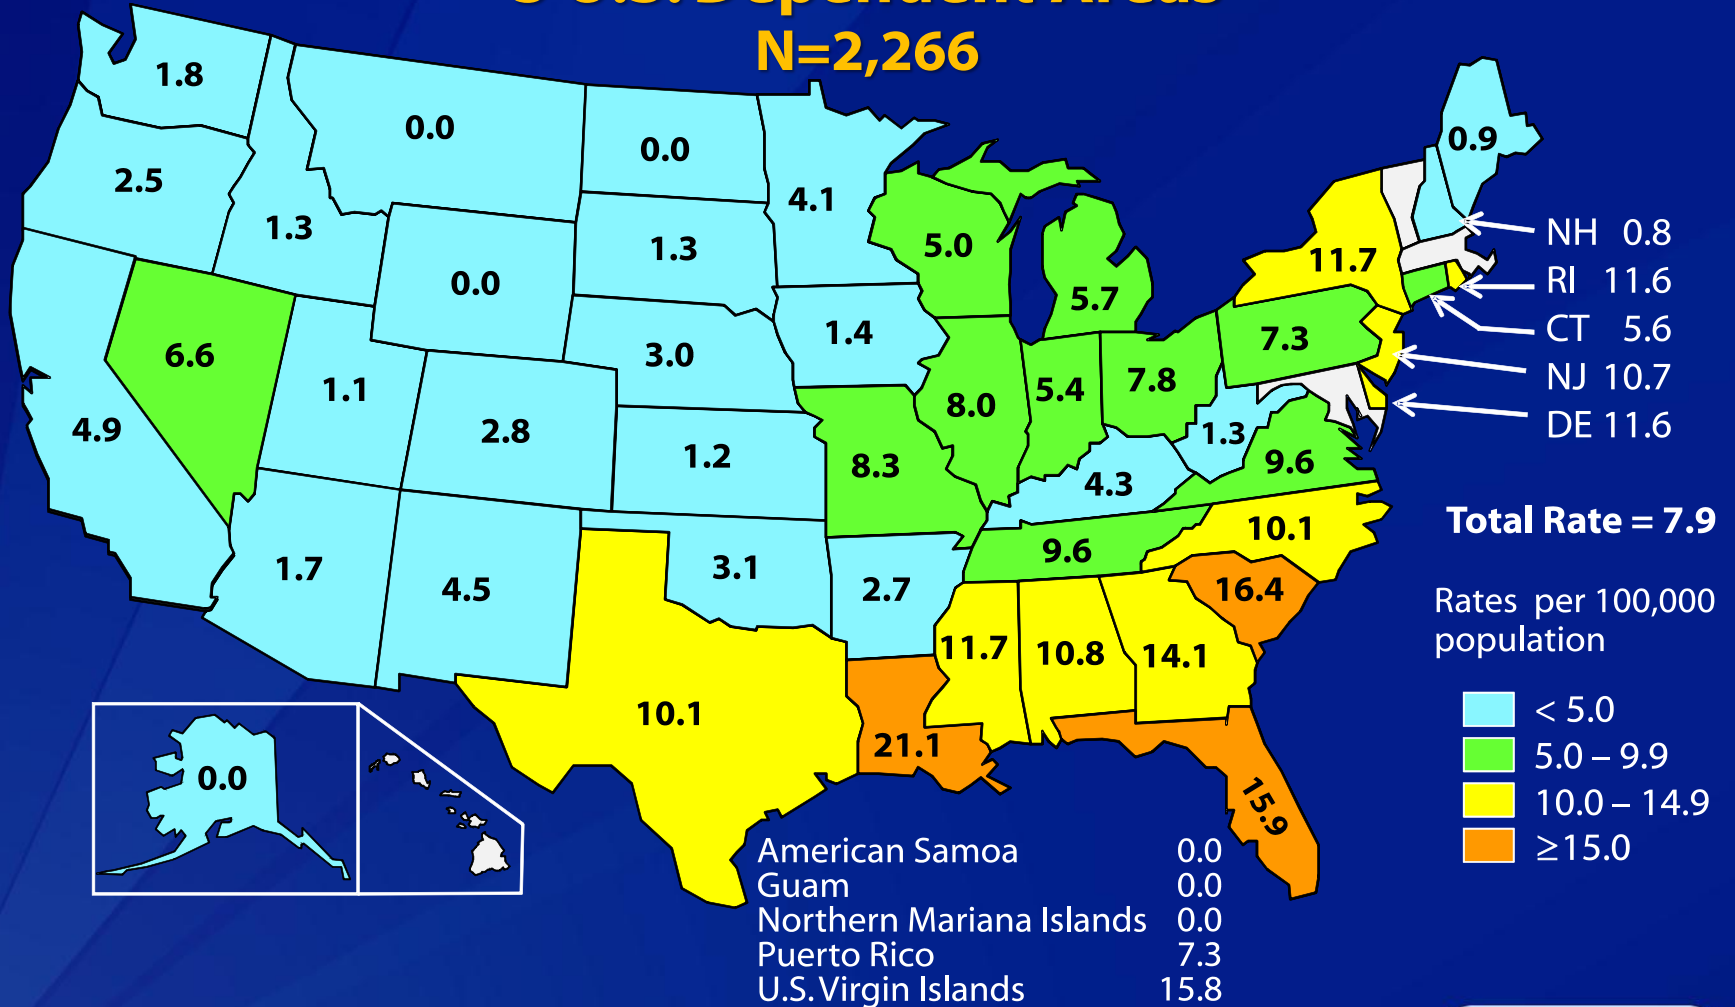 N=2,266
1.8
0.0
0.0
0.9
2.5
4.1
1.3
1.3
5.0
11.7
NH 0.8
0.0
5.7
RI 11.6
6.6
3.0
1.4
7.3
CT 5.6
1.1
5.4
7.8
NJ 10.7
4.9
2.8
8.0
DE 11.6
1.2
8.3
1.3
9.6
4.3
10.1
Total Rate = 7.9
1.7
4.5
3.1
2.7
9.6
16.4
Rates per 100,000
population
11.7
10.8
14.1
10.1
21.1
< 5.0
5.0 – 9.9
10.0 – 14.9
≥15.0
0.0
15.9
American Samoa 0.0
Guam 0.0
Northern Mariana Islands 0.0
Puerto Rico 7.3
U.S. Virgin Islands 15.8